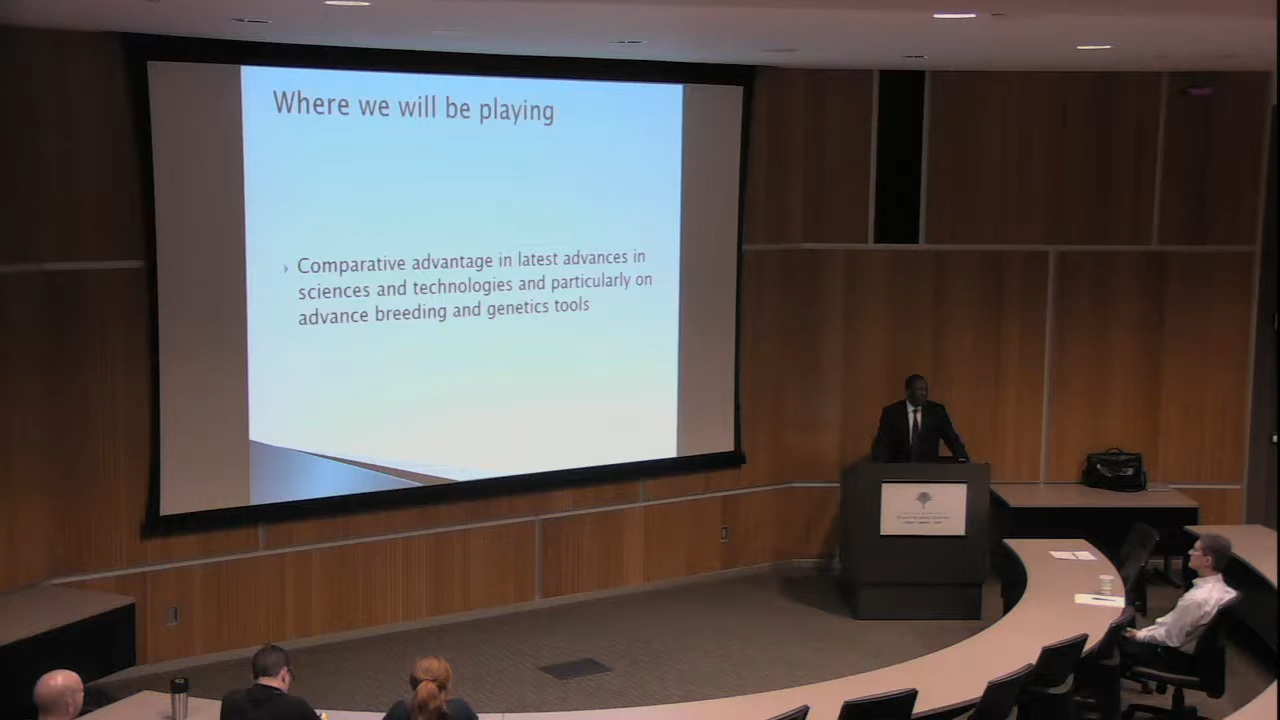 Where we will be playing
Comparative advantage in latest advances in
sciences and technologies and particularly on
advance breeding and genetics tools